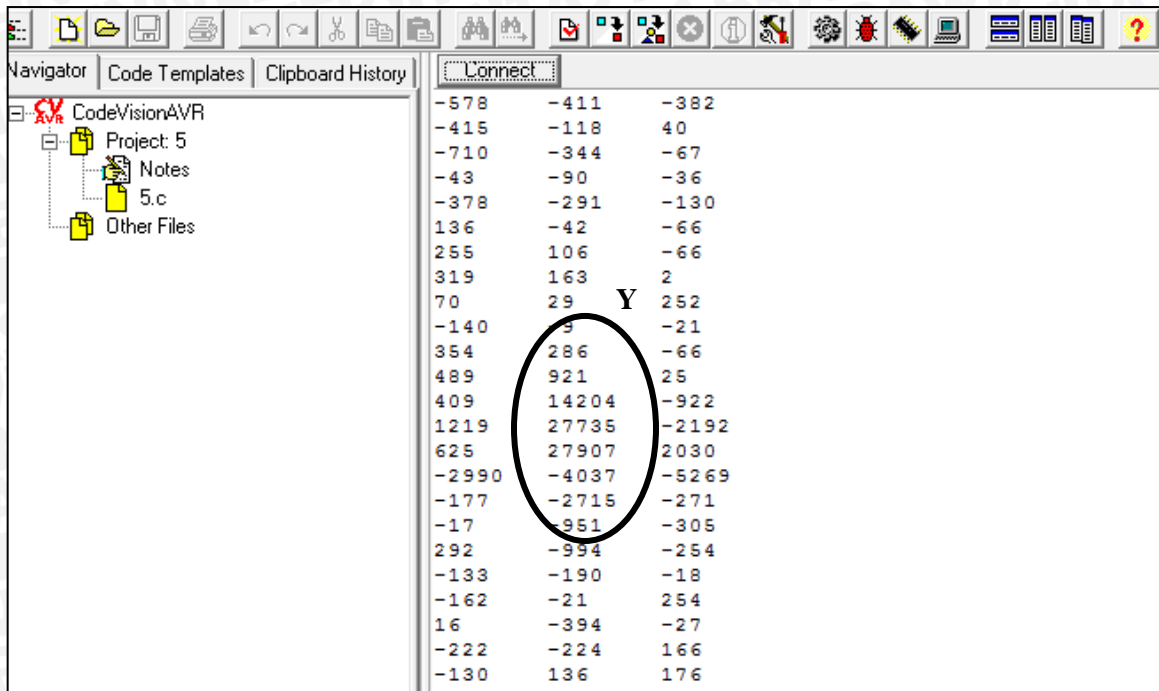 Navigator Code Templates Clipboard History Connect
CodeVisionAVR
Project: 5
Notes
5.c
Other Files
-578 -411 -382
-415 -118 40
-710 -344 -67
-43 -90 -36
-378 -291 -130
136 -42 -66
255 106 -66
319 163 2
70 29 Y 252
-140 -9 -21
354 286 -66
489 921 25
409 14204 -922
1219 27735 -2192
625 27907 2030
-2990 -4037 -5269
-177 -2715 -271
-17 -951 -305
292 -994 -254
-133 -190 -18
-162 -21 254
16 -394 -27
-222 -224 166
-130 136 176